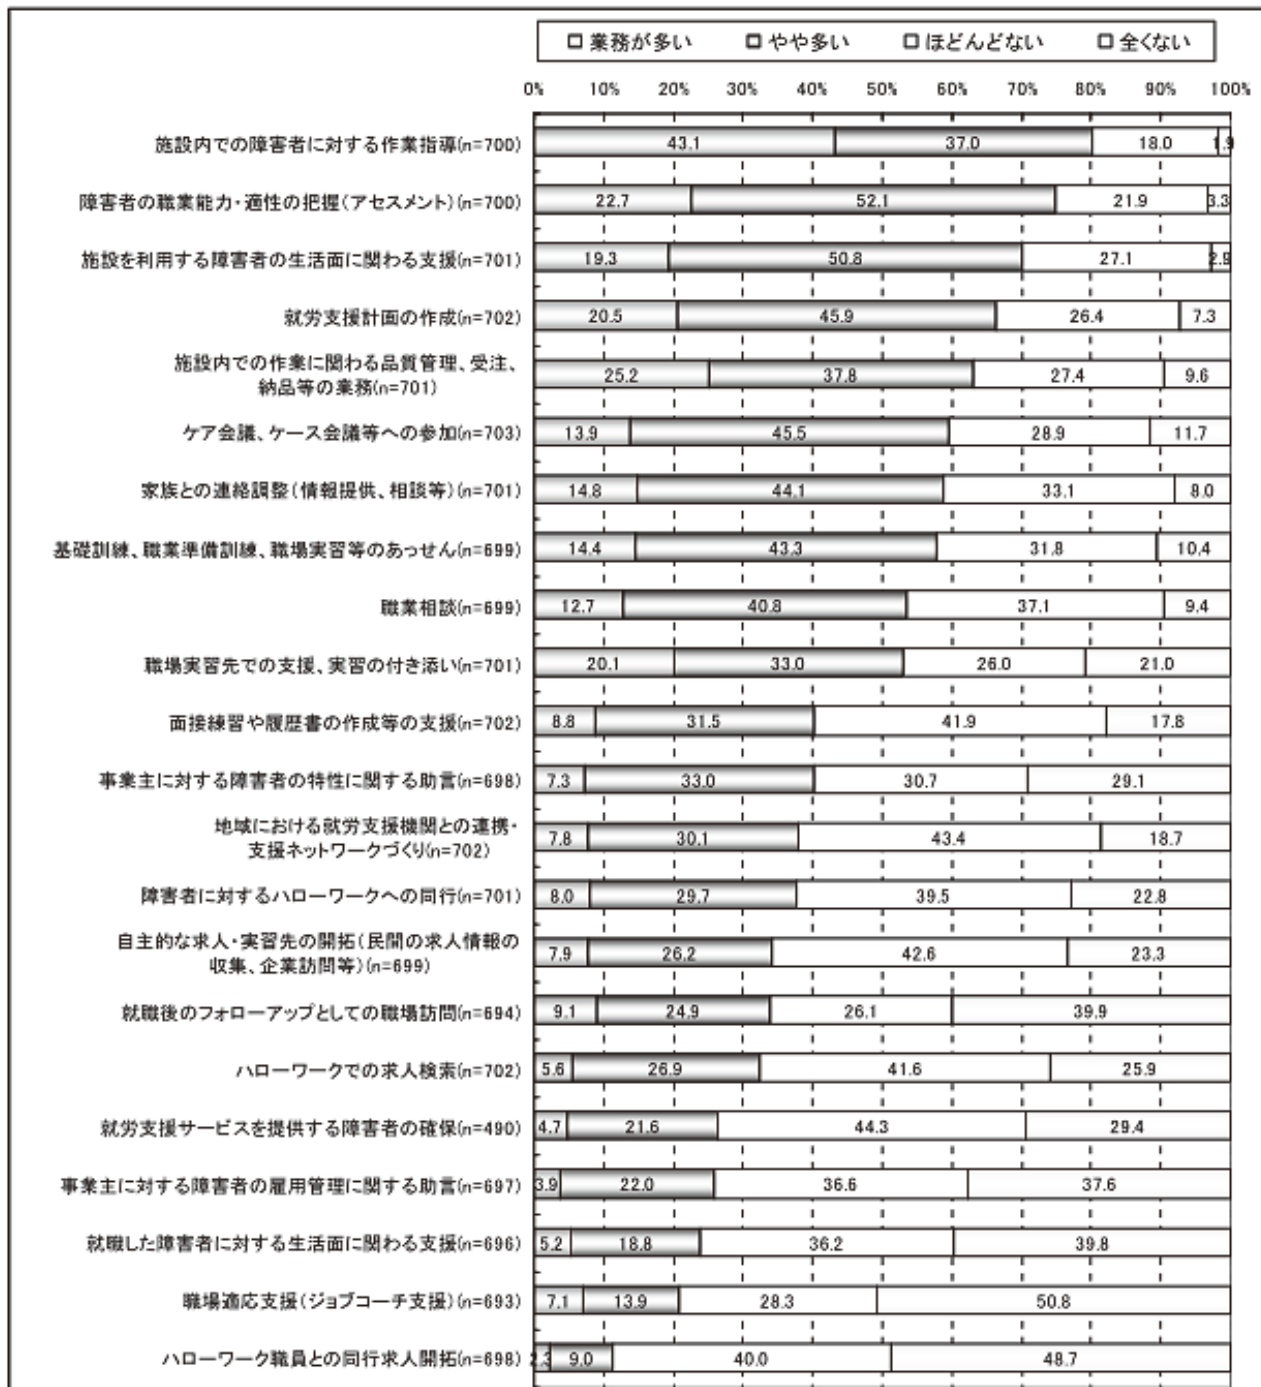 業務が多い やや多い ほどんどない 全くない
0% 10% 20% 30% 40% 50% 60% 70% 80% 90% 100%
施設内での障害者に対する作業指導(n=700) 43.1 37.0 18.0 1.9
障害者の職業能力・適性の把握(アセスメント)(n=700) 22.7 52.1 21.9 3.3
施設を利用する障害者の生活面に関わる支援(n=701) 19.3 50.8 27.1 2.9
就労支援計画の作成(n=702) 20.5 45.9 26.4 7.3
施設内での作業に関わる品質管理、受注、
納品等の業務(n=701) 25.2 37.8 27.4 9.6
ケア会議、ケース会議等への参加(n=703) 13.9 45.5 28.9 11.7
家族との連絡調整(情報提供、相談等)(n=701) 14.8 44.1 33.1 8.0
基礎訓練、職業準備訓練、職場実習等のあっせん(n=699) 14.4 43.3 31.8 10.4
職業相談(n=699) 12.7 40.8 37.1 9.4
職場実習先での支援、実習の付き添い(n=701) 20.1 33.0 26.0 21.0
面接練習や履歴書の作成等の支援(n=702) 8.8 31.5 41.9 17.8
事業主に対する障害者の特性に関する助言(n=698) 7.3 33.0 30.7 29.1
地域における就労支援機関との連携・
支援ネットワークづくり(n=702) 7.8 30.1 43.4 18.7
障害者に対するハローワークへの同行(n=701) 8.0 29.7 39.5 22.8
自主的な求人・実習先の開拓(民間の求人情報の
収集、企業訪問等)(n=699) 7.9 26.2 42.6 23.3
就職後のフォローアップとしての職場訪問(n=694) 9.1 24.9 26.1 39.9
ハローワークでの求人検索(n=702) 5.6 26.9 41.6 25.9
就労支援サービスを提供する障害者の確保(n=490) 4.7 21.6 44.3 29.4
事業主に対する障害者の雇用管理に関する助言(n=697) 3.9 22.0 36.6 37.6
就職した障害者に対する生活面に関わる支援(n=696) 5.2 18.8 36.2 39.8
職場適応支援(ジョブコーチ支援)(n=693) 7.1 13.9 28.3 50.8
ハローワーク職員との同行求人開拓(n=698) 2.3 9.0 40.0 48.7